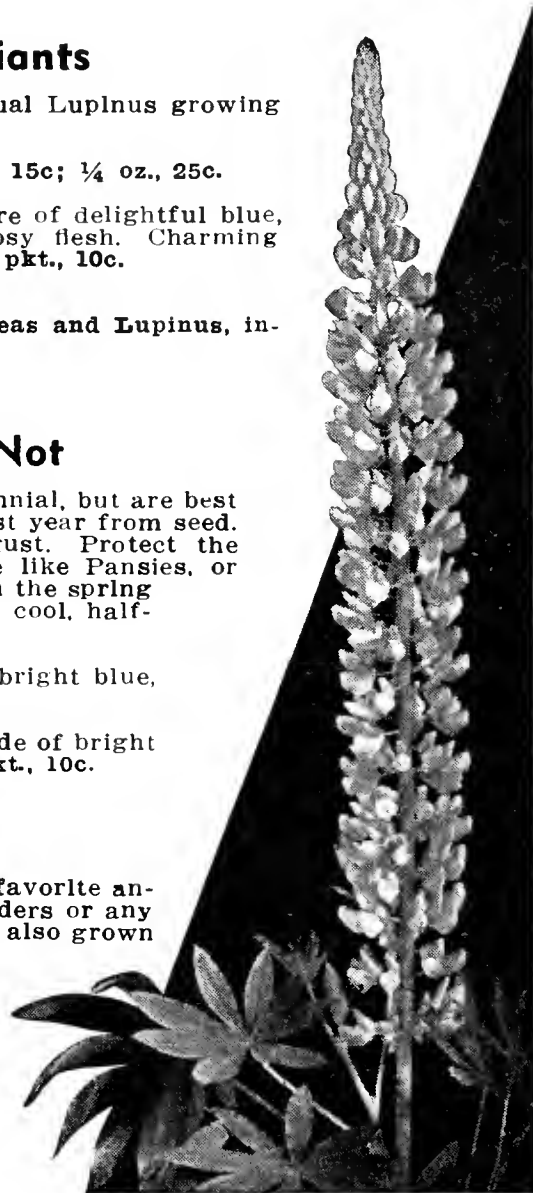 iants
ual Lupinus growing
15c; ¼ oz., 25c.
re of delightful blue,
osy flesh. Charming
pkt., 10c.
eas and Lupinus, in-
Not
nnial, but are best
st year from seed.
rust. Protect the
e like Pansies, or
n the spring
cool, half-
bright blue,
de of bright
kt., 10c.
favorite an-
ders or any
also grown